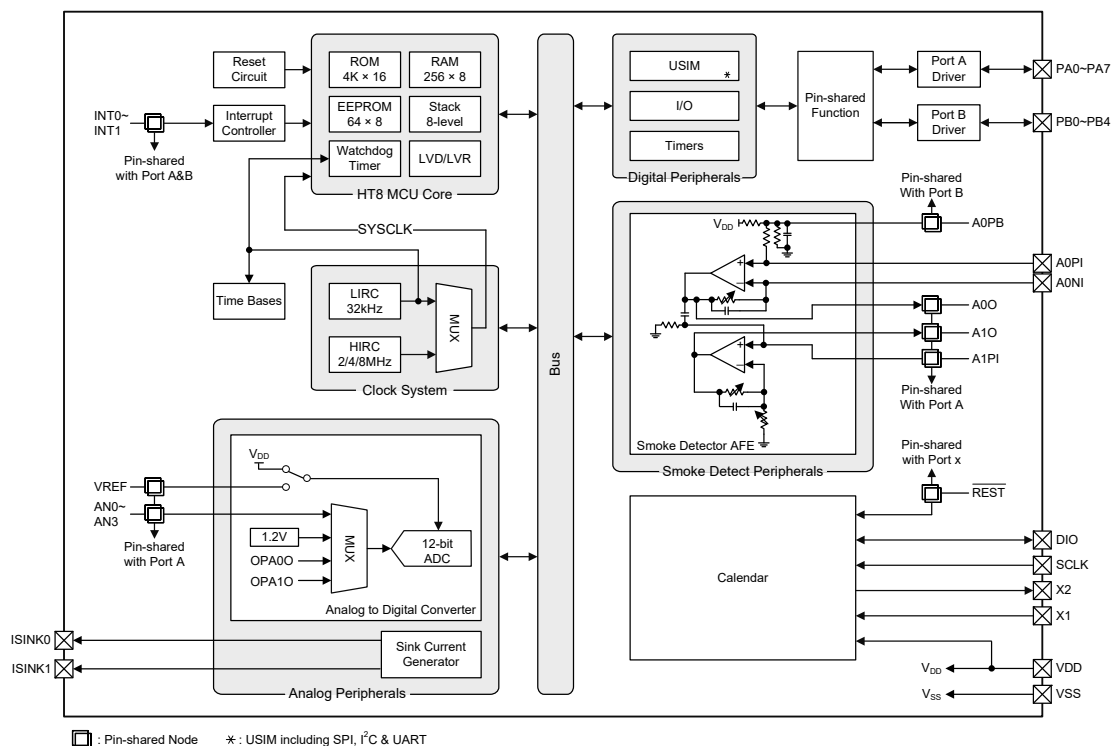 Reset
Circuit
INT0~
INT1
Interrupt
Controller
Pin-shared
with Port A&B
ROM
4K × 16
RAM
256 × 8
EEPROM
64 × 8
Stack
8-level
Watchdog
Timer
LVD/LVR
HT8 MCU Core
SYSCLK
Time Bases
LIRC
32kHz
HIRC
2/4/8MHz
MUX
Clock System
Bus
USIM
*
I/O
Timers
Digital Peripherals
Pin-shared
Function
Port A
Driver
Port B
Driver
PA0~PA7
PB0~PB4
Pin-shared
With Port B
VDD
A0PB
A0PI
A0NI
A0O
A1O
A1PI
+
−
+
−
Pin-shared
With Port A
Smoke Detector AFE
Smoke Detect Peripherals
VDD
VREF
AN0~
AN3
Pin-shared
with Port A
1.2V
OPA0O
OPA1O
MUX
12-bit
ADC
Analog to Digital Converter
ISINK0
ISINK1
Sink Current
Generator
Analog Peripherals
Pin-shared
with Port x
REST
Calendar
DIO
SCLK
X2
X1
VDD
VDD
VSS
VSS
: Pin-shared Node
* : USIM including SPI, I²C & UART